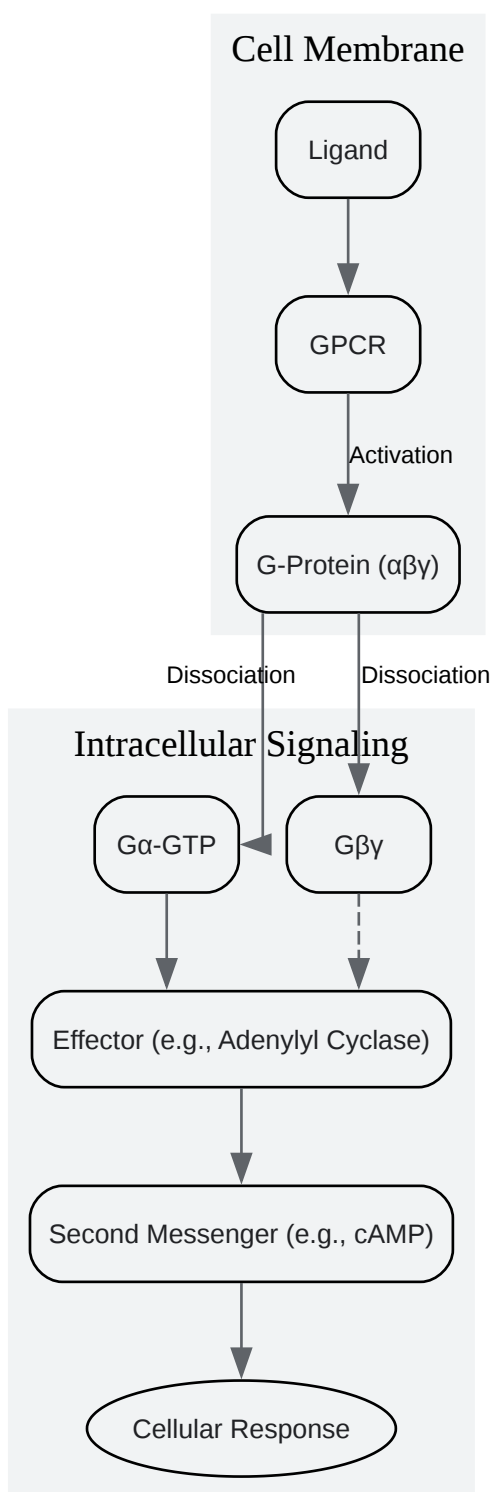 Cell Membrane
Ligand
GPCR
Activation
G-Protein (αβγ)
Dissociation
Dissociation
Intracellular Signaling
Gα-GTP
Gβγ
Effector (e.g., Adenylyl Cyclase)
Second Messenger (e.g., cAMP)
Cellular Response